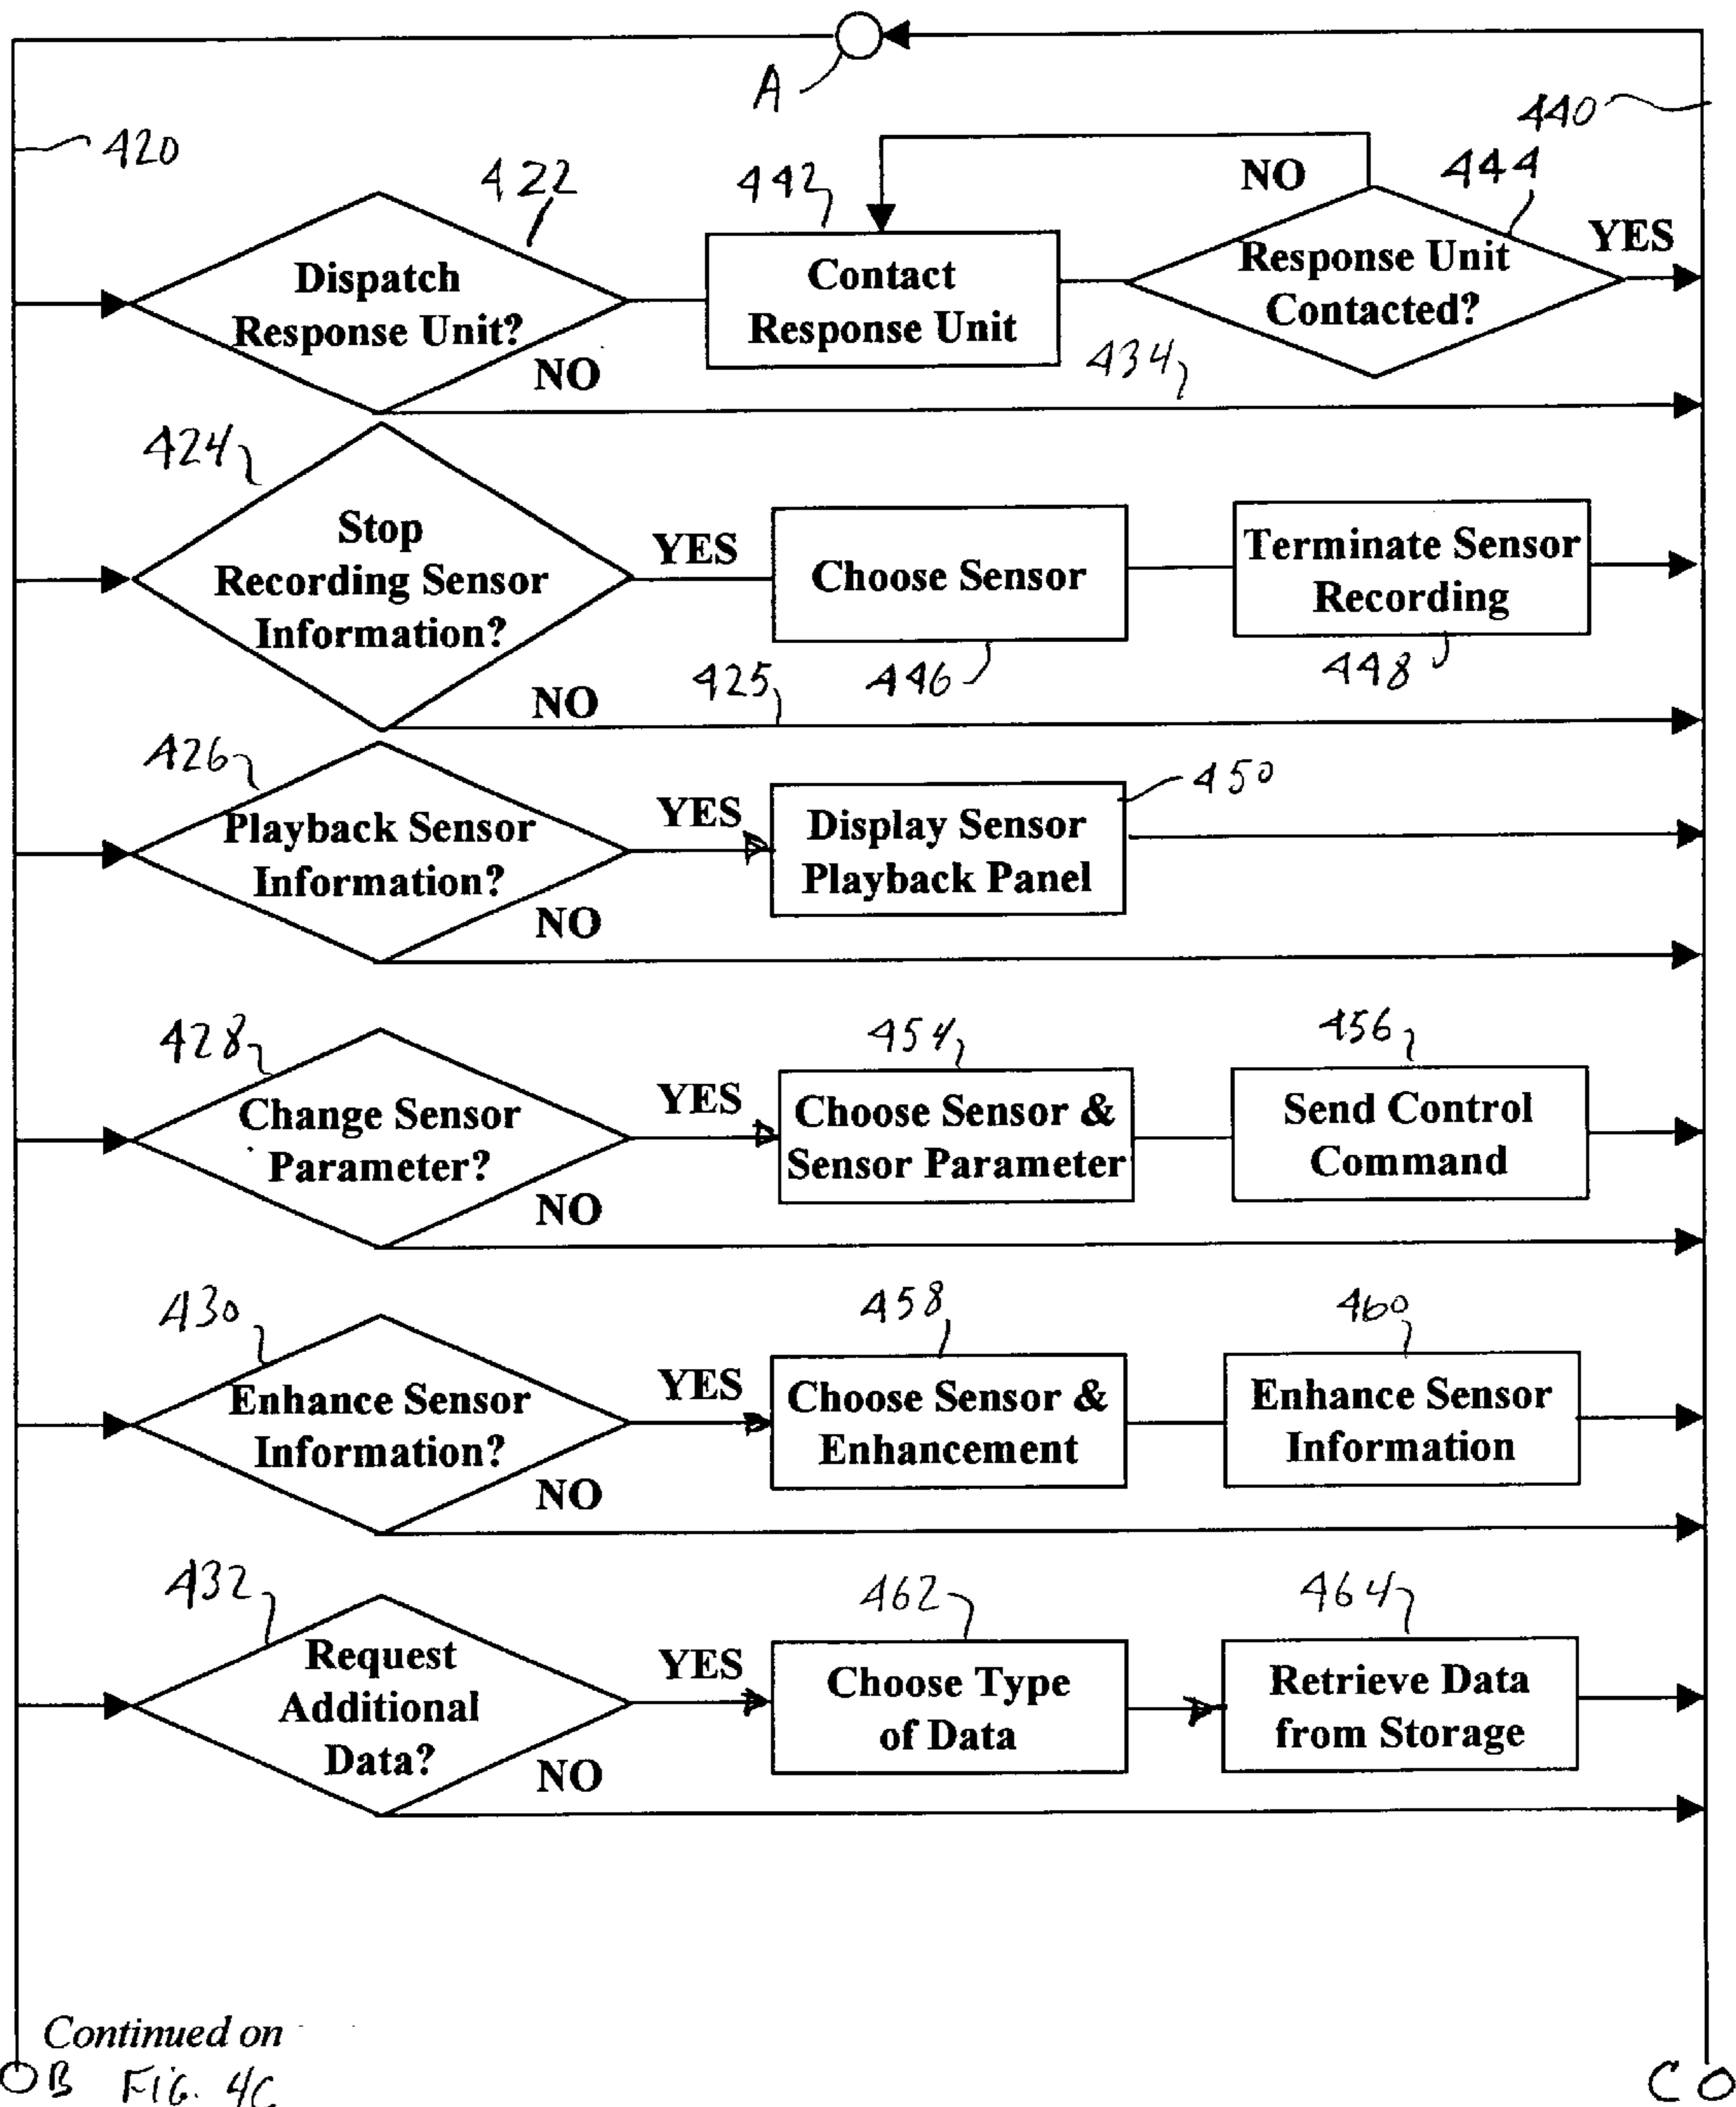 A
420
440
422
442
NO
444
YES
Dispatch
Response Unit?
Contact
Response Unit
Response Unit
Contacted?
NO
434
424
Stop
Recording Sensor
Information?
YES
Choose Sensor
Terminate Sensor
Recording
NO
425
446
448
426
Playback Sensor
Information?
YES
Display Sensor
Playback Panel
450
NO
428
454
456
Change Sensor
Parameter?
YES
Choose Sensor &
Sensor Parameter
Send Control
Command
NO
430
458
460
Enhance Sensor
Information?
YES
Choose Sensor &
Enhancement
Enhance Sensor
Information
NO
432
462
464
Request
Additional
Data?
YES
Choose Type
of Data
Retrieve Data
from Storage
NO
Continued on
B FIG. 4C
C